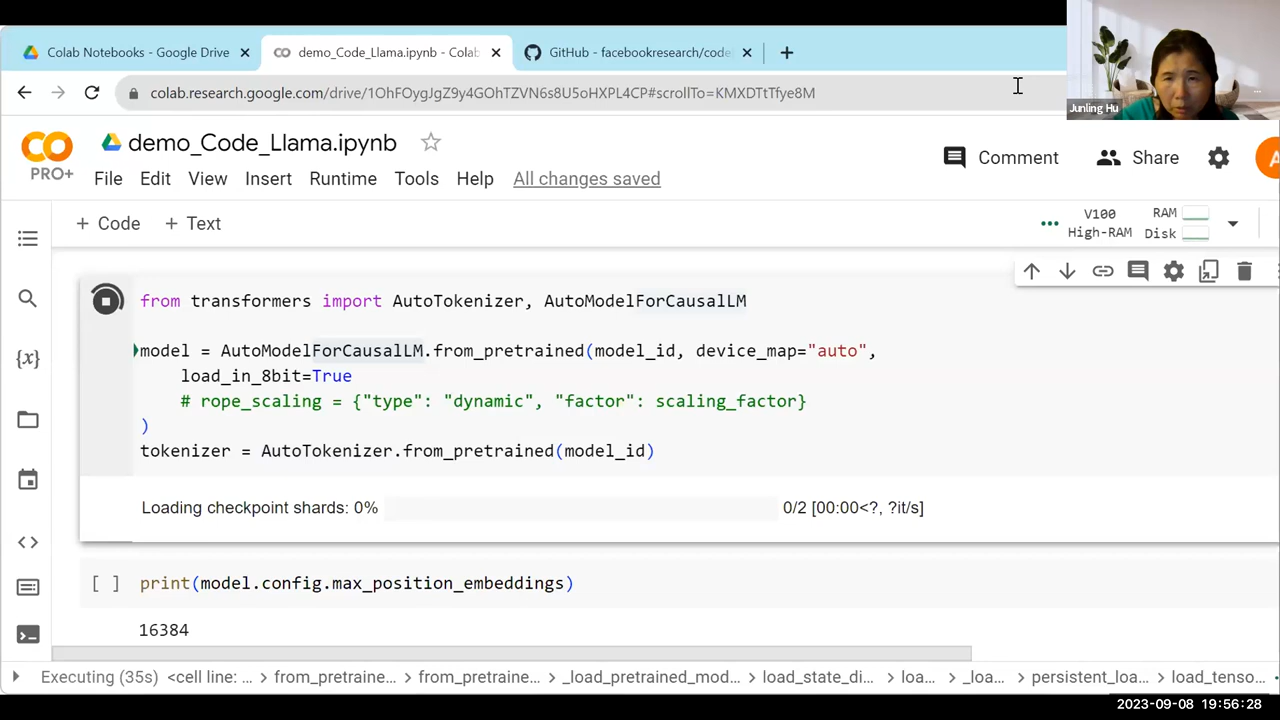 Colab Notebooks - Google Drive
demo_Code_Llama.ipynb - Colab
GitHub - facebookresearch/code
colab.research.google.com/drive/1OhFOygJgZ9y4GOhTZVN6s8U5oHXPL4CP#scrollTo=KMXDTtTfye8M
Junling Hu
CO
PRO+
demo_Code_Llama.ipynb
File Edit View Insert Runtime Tools Help All changes saved
Comment Share A
+ Code + Text
V100
High-RAM
RAM
Disk
from transformers import AutoTokenizer, AutoModelForCausalLM
model = AutoModelForCausalLM.from_pretrained(model_id, device_map="auto",
load_in_8bit=True
# rope_scaling = {"type": "dynamic", "factor": scaling_factor}
)
tokenizer = AutoTokenizer.from_pretrained(model_id)
Loading checkpoint shards: 0% 0/2 [00:00<?, ?it/s]
[ ] print(model.config.max_position_embeddings)
16384
{x}
<>
Executing (35s) <cell line: ... > from_pretraine... > from_pretraine... > _load_pretrained_mod... > load_state_di... > loa... > _loa... > persistent_loa... > load_tenso...
2023-09-08 19:56:28